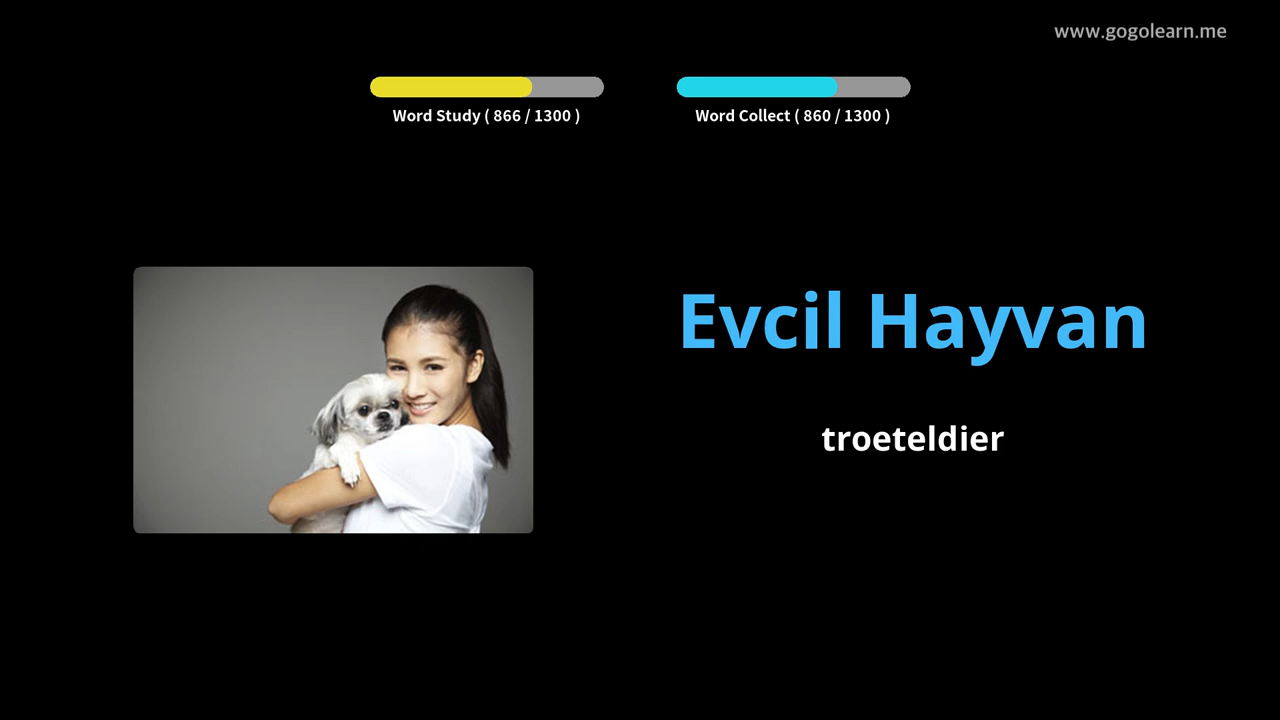 www.gogolearn.me
Word Study ( 866 / 1300 )
Word Collect ( 860 / 1300 )
Evcil Hayvan
troeteldier